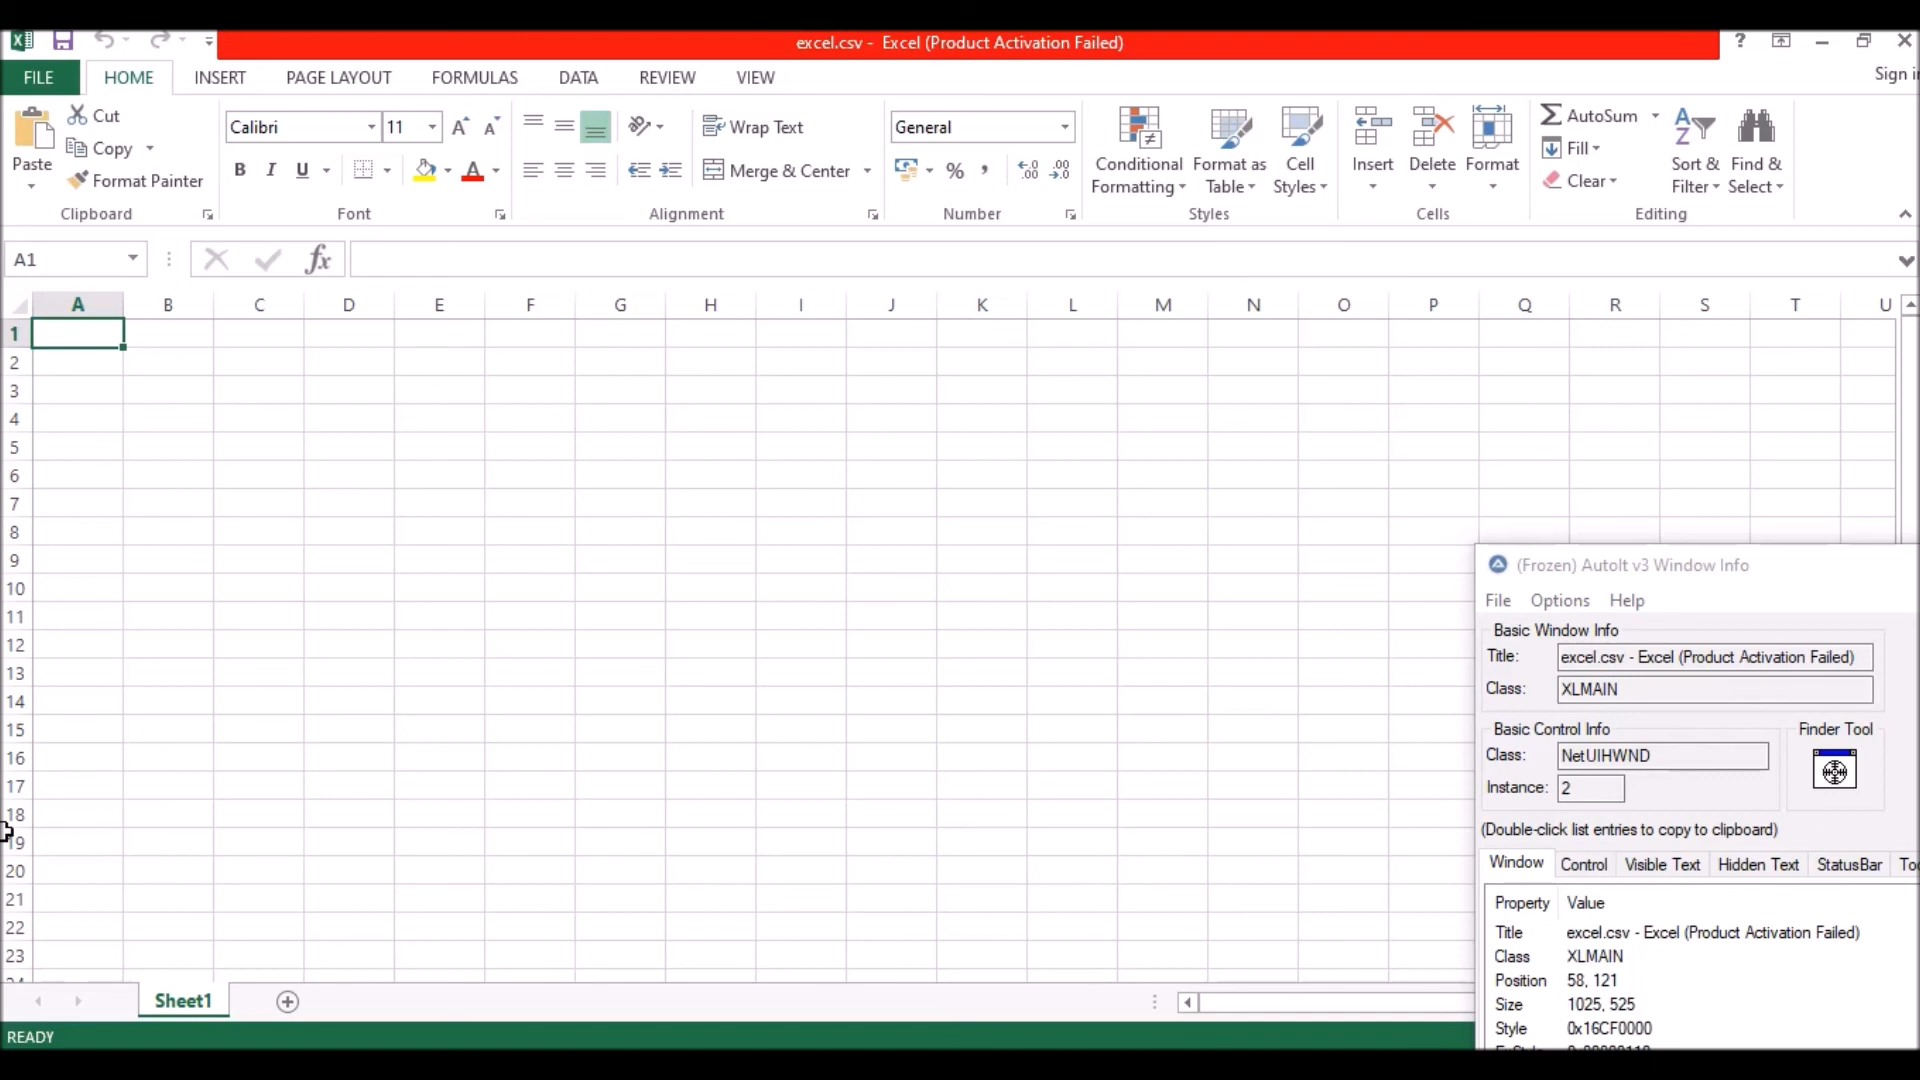 excel.csv - Excel (Product Activation Failed)
?
FILE HOME INSERT PAGE LAYOUT FORMULAS DATA REVIEW VIEW
Sign in
Cut
Copy
Format Painter
Paste
Clipboard
Calibri 11
B I U
Font
Wrap Text
Merge & Center
Alignment
General
%
Number
Conditional Formatting
Format as Table
Cell Styles
Styles
Insert
Delete
Format
Cells
AutoSum
Fill
Clear
Sort & Filter
Find & Select
Editing
A1
fx
A B C D E F G H I J K L M N O P Q R S T U
1
2
3
4
5
6
7
8
9
10
11
12
13
14
15
16
17
18
19
20
21
22
23
(Frozen) AutoIt v3 Window Info
File Options Help
Basic Window Info
Title: excel.csv - Excel (Product Activation Failed)
Class: XLMAIN
Basic Control Info
Finder Tool
Class: NetUIHWND
Instance: 2
(Double-click list entries to copy to clipboard)
Window Control Visible Text Hidden Text StatusBar
Property Value
Title excel.csv - Excel (Product Activation Failed)
Class XLMAIN
Position 58, 121
Size 1025, 525
Style 0x16CF0000
Sheet1
READY